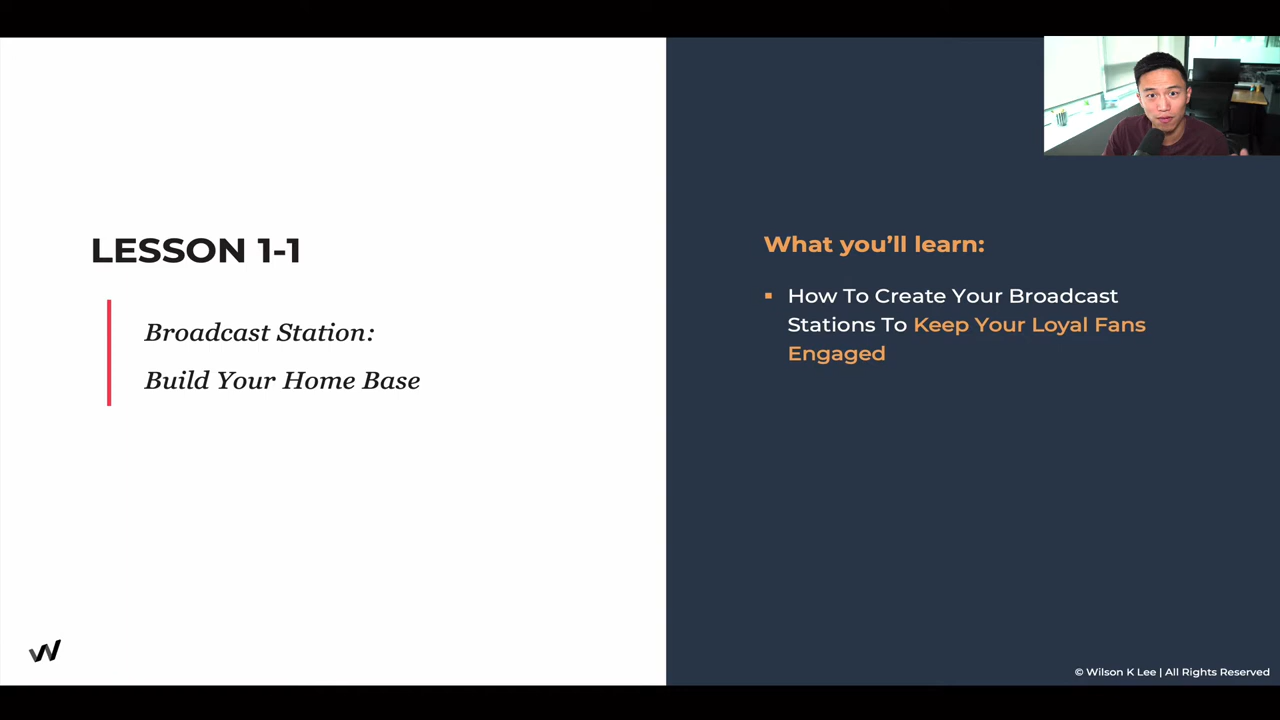 LESSON 1-1
Broadcast Station:
Build Your Home Base
What you’ll learn:
▪ How To Create Your Broadcast
Stations To Keep Your Loyal Fans
Engaged
© Wilson K Lee | All Rights Reserved